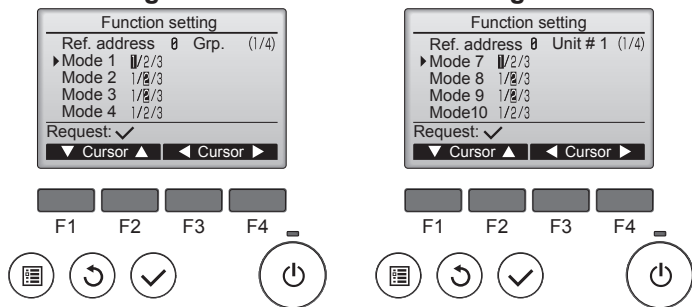 Function setting
Ref. address 0 Grp. (1/4)
Mode 1 1/2/3
Mode 2 1/2/3
Mode 3 1/2/3
Mode 4 1/2/3
Request:
Cursor Cursor
F1 F2 F3 F4
Function setting
Ref. address 0 Unit # 1 (1/4)
Mode 7 1/2/3
Mode 8 1/2/3
Mode 9 1/2/3
Mode10 1/2/3
Request:
Cursor Cursor
F1 F2 F3 F4